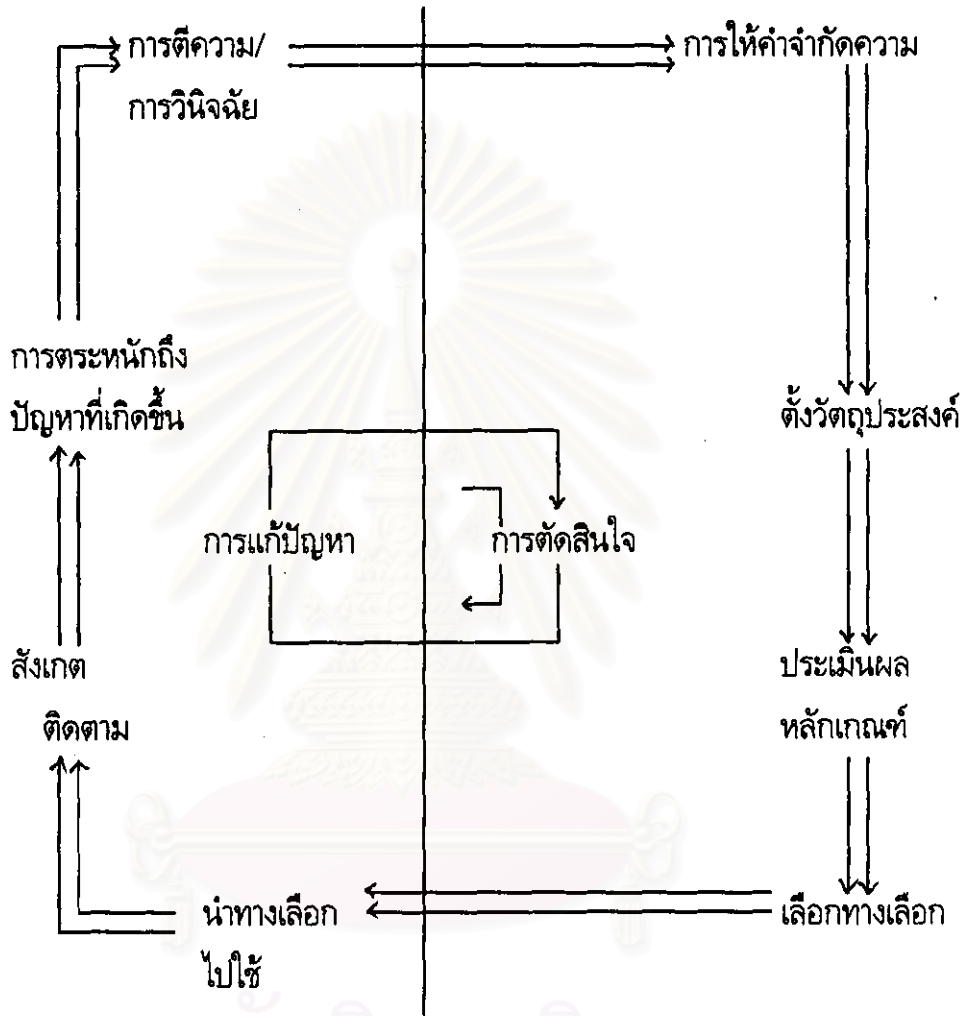 การตีความ/
การวินิจฉัย
การให้คำจำกัดความ
การตระหนักถึง
ปัญหาที่เกิดขึ้น
ตั้งวัตถุประสงค์
การแก้ปัญหา
การตัดสินใจ
สังเกต
ติดตาม
ประเมินผล
หลักเกณฑ์
นำทางเลือก
ไปใช้
เลือกทางเลือก